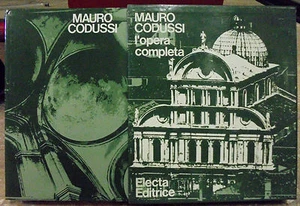 MAURO
CODUSSI
MAURO
CODUSSI
l'opera
completa
Electa
Editrice